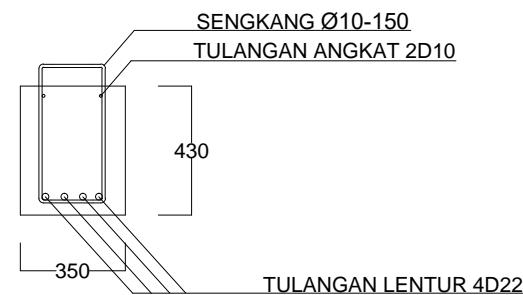 SENGKANG Ø10-150
TULANGAN ANGKAT 2D10
430
350
TULANGAN LENTUR 4D22